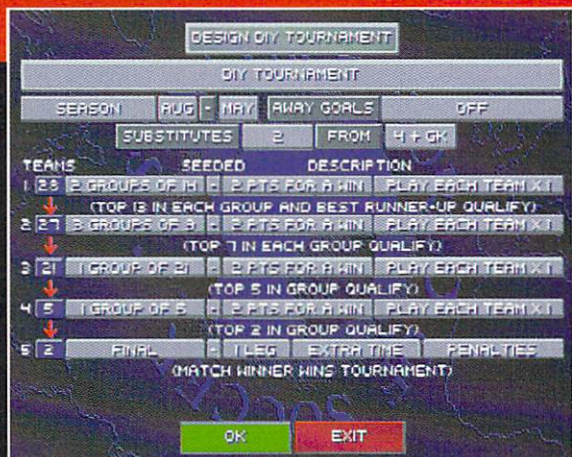 DESIGN DIY TOURNAMENT
DIY TOURNAMENT
SEASON AUG - MAY AWAY GOALS OFF
SUBSTITUTES 2 FROM 4 + GK
TEAMS SEEDED DESCRIPTION
1 28 2 GROUPS OF 14 - 2 PTS FOR A WIN PLAY EACH TEAM X 1
(TOP 13 IN EACH GROUP AND BEST RUNNER-UP QUALIFY)
2 27 3 GROUPS OF 9 - 2 PTS FOR A WIN PLAY EACH TEAM X 1
(TOP 7 IN EACH GROUP QUALIFY)
3 21 1 GROUP OF 21 - 2 PTS FOR A WIN PLAY EACH TEAM X 1
(TOP 5 IN GROUP QUALIFY)
4 5 1 GROUP OF 5 - 2 PTS FOR A WIN PLAY EACH TEAM X 1
(TOP 2 IN GROUP QUALIFY)
5 2 FINAL - 1 LEG EXTRA TIME PENALTIES
(MATCH WINNER WINS TOURNAMENT)
OK EXIT